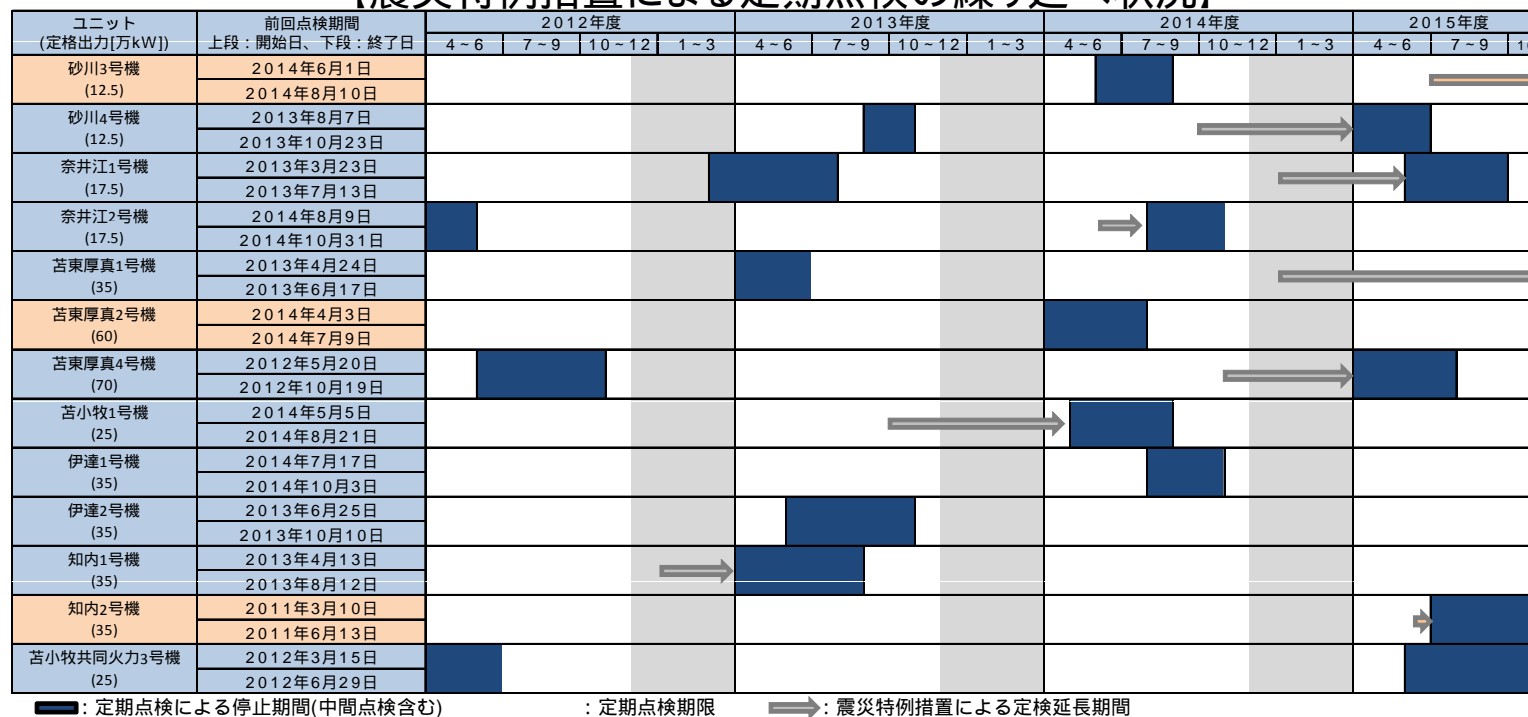 【震災特例措置による定期点検の繰り延べ状況】
ユニット 前回点検期間 2012年度 2013年度 2014年度 2015年度
(定格出力[万kW]) 上段：開始日、下段：終了日 4～6 7～9 10～12 1～3 4～6 7～9 10～12 1～3 4～6 7～9 10～12 1～3 4～6 7～9
砂川3号機 2014年6月1日
(12.5) 2014年8月10日
砂川4号機 2013年8月7日
(12.5) 2013年10月23日
奈井江1号機 2013年3月23日
(17.5) 2013年7月13日
奈井江2号機 2014年8月9日
(17.5) 2014年10月31日
苫東厚真1号機 2013年4月24日
(35) 2013年6月17日
苫東厚真2号機 2014年4月3日
(60) 2014年7月9日
苫東厚真4号機 2012年5月20日
(70) 2012年10月19日
苫小牧1号機 2014年5月5日
(25) 2014年8月21日
伊達1号機 2014年7月17日
(35) 2014年10月3日
伊達2号機 2013年6月25日
(35) 2013年10月10日
知内1号機 2013年4月13日
(35) 2013年8月12日
知内2号機 2011年3月10日
(35) 2011年6月13日
苫小牧共同火力3号機 2012年3月15日
(25) 2012年6月29日
：定期点検による停止期間(中間点検含む) ：定期点検期限 ：震災特例措置による定検延長期間